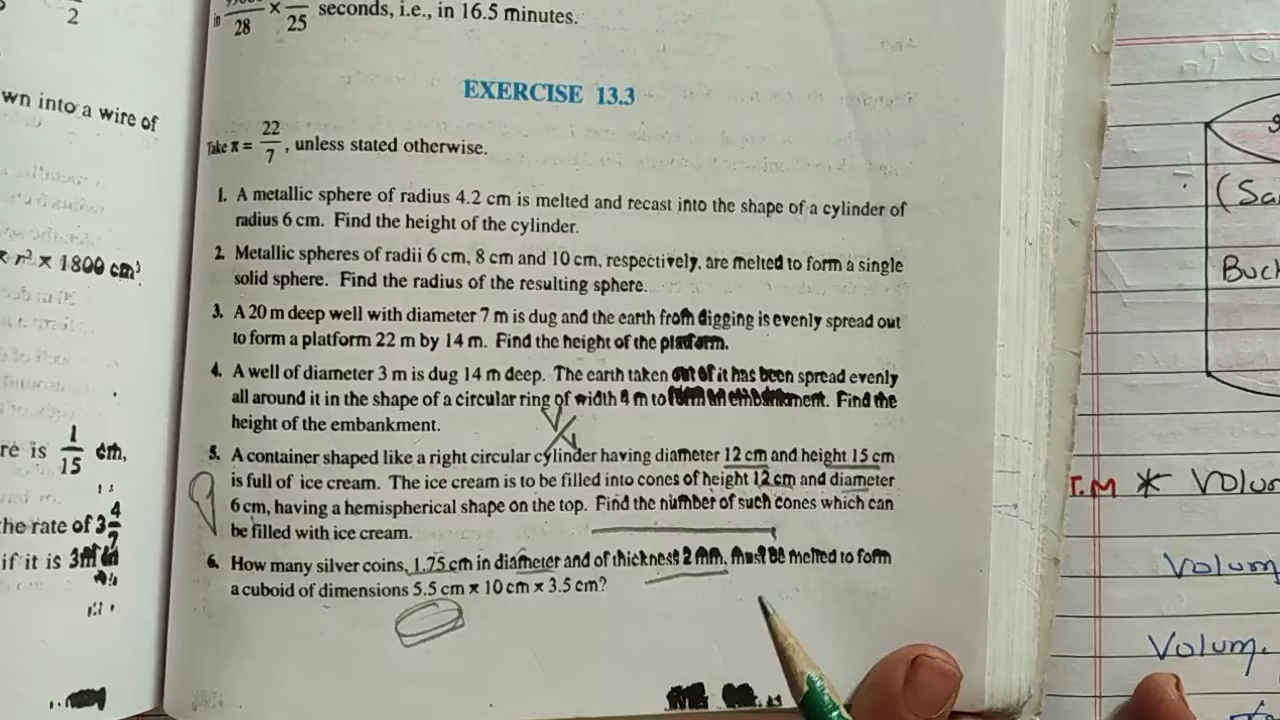 2
wn into a wire of
r² × 1800 cm³
re is 1/15 cm,
he rate of 3 4/7
if it is 3
in /28 × /25 seconds, i.e., in 16.5 minutes.
EXERCISE 13.3
Take π = 22/7, unless stated otherwise.
1. A metallic sphere of radius 4.2 cm is melted and recast into the shape of a cylinder of
radius 6 cm. Find the height of the cylinder.
2. Metallic spheres of radii 6 cm, 8 cm and 10 cm, respectively, are melted to form a single
solid sphere. Find the radius of the resulting sphere.
3. A 20 m deep well with diameter 7 m is dug and the earth from digging is evenly spread out
to form a platform 22 m by 14 m. Find the height of the platform.
4. A well of diameter 3 m is dug 14 m deep. The earth taken out of it has been spread evenly
all around it in the shape of a circular ring of width 4 m to form an embankment. Find the
height of the embankment.
5. A container shaped like a right circular cylinder having diameter 12 cm and height 15 cm
is full of ice cream. The ice cream is to be filled into cones of height 12 cm and diameter
6 cm, having a hemispherical shape on the top. Find the number of such cones which can
be filled with ice cream.
6. How many silver coins, 1.75 cm in diameter and of thickness 2 mm, must be melted to form
a cuboid of dimensions 5.5 cm × 10 cm × 3.5 cm?
(Sa
Buck
T.M * Volu
Volum
Volum.